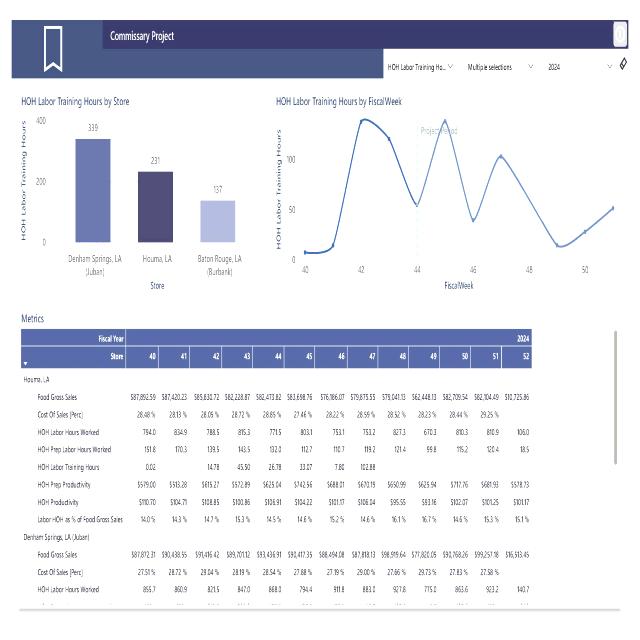 Commissary Project
HOH Labor Training Ho... Multiple selections 2024
HOH Labor Training Hours by Store
HOH Labor Training Hours
400
200
0
339
231
137
Denham Springs, LA (Juban)
Houma, LA
Baton Rouge, LA (Burbank)
Store
HOH Labor Training Hours by FiscalWeek
HOH Labor Training Hours
100
50
0
Project Period
40 42 44 46 48 50
FiscalWeek
Metrics
Fiscal Year 2024
Store 40 41 42 43 44 45 46 47 48 49 50 51 52
Houma, LA
Food Gross Sales $87,892.59 $87,420.23 $85,830.72 $82,228.87 $82,473.82 $83,698.76 $76,186.07 $79,875.55 $79,041.13 $62,448.13 $82,709.54 $82,104.49 $10,725.86
Cost Of Sales [Perc] 28.48 % 28.13 % 28.05 % 28.72 % 28.85 % 27.46 % 28.22 % 28.59 % 28.52 % 28.23 % 28.44 % 29.25 %
HOH Labor Hours Worked 794.0 834.9 788.5 815.3 771.5 803.1 753.1 753.2 827.3 670.3 810.3 810.9 106.0
HOH Prep Labor Hours Worked 151.8 170.3 139.5 143.5 132.0 112.7 110.7 119.2 121.4 99.8 115.2 120.4 18.5
HOH Labor Training Hours 0.02 14.78 45.50 26.78 33.07 7.80 102.88
HOH Prep Productivity $579.00 $513.28 $615.27 $572.89 $625.04 $742.56 $688.01 $670.19 $650.99 $625.94 $717.76 $681.93 $578.73
HOH Productivity $110.70 $104.71 $108.85 $100.86 $106.91 $104.22 $101.17 $106.04 $95.55 $93.16 $102.07 $101.25 $101.17
Labor HOH as % of Food Gross Sales 14.0 % 14.3 % 14.7 % 15.3 % 14.5 % 14.6 % 15.2 % 14.6 % 16.1 % 16.7 % 14.6 % 15.3 % 15.1 %
Denham Springs, LA (Juban)
Food Gross Sales $87,872.31 $90,438.55 $91,416.42 $89,701.12 $93,436.91 $90,417.35 $88,494.08 $87,818.13 $98,919.64 $77,820.05 $90,768.26 $99,257.18 $16,513.45
Cost Of Sales [Perc] 27.51 % 28.72 % 29.04 % 28.19 % 28.54 % 27.88 % 27.19 % 29.00 % 27.66 % 29.73 % 27.83 % 27.58 %
HOH Labor Hours Worked 855.7 860.9 821.5 847.0 868.0 794.4 911.8 883.0 927.8 775.0 863.6 923.2 140.7